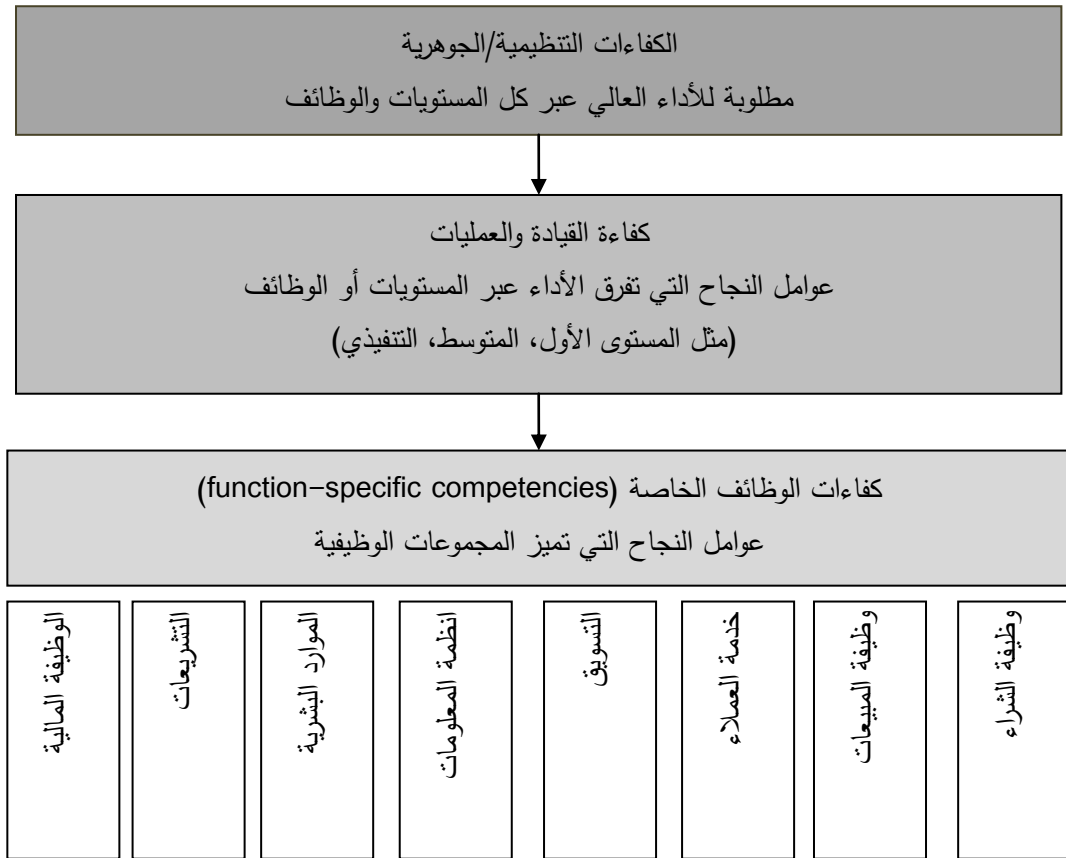 الكفاءات التنظيمية/الجوهرية
مطلوبة للأداء العالي عبر كل المستويات والوظائف
كفاءة القيادة والعمليات
عوامل النجاح التي تفرق الأداء عبر المستويات أو الوظائف
(مثل المستوى الأول، المتوسط، التنفيذي)
كفاءات الوظائف الخاصة (function-specific competencies)
عوامل النجاح التي تميز المجموعات الوظيفية
وظيفة الشراء
وظيفة المبيعات
خدمة العملاء
التسويق
انظمة المعلومات
الموارد البشرية
التشريعات
الوظيفة المالية